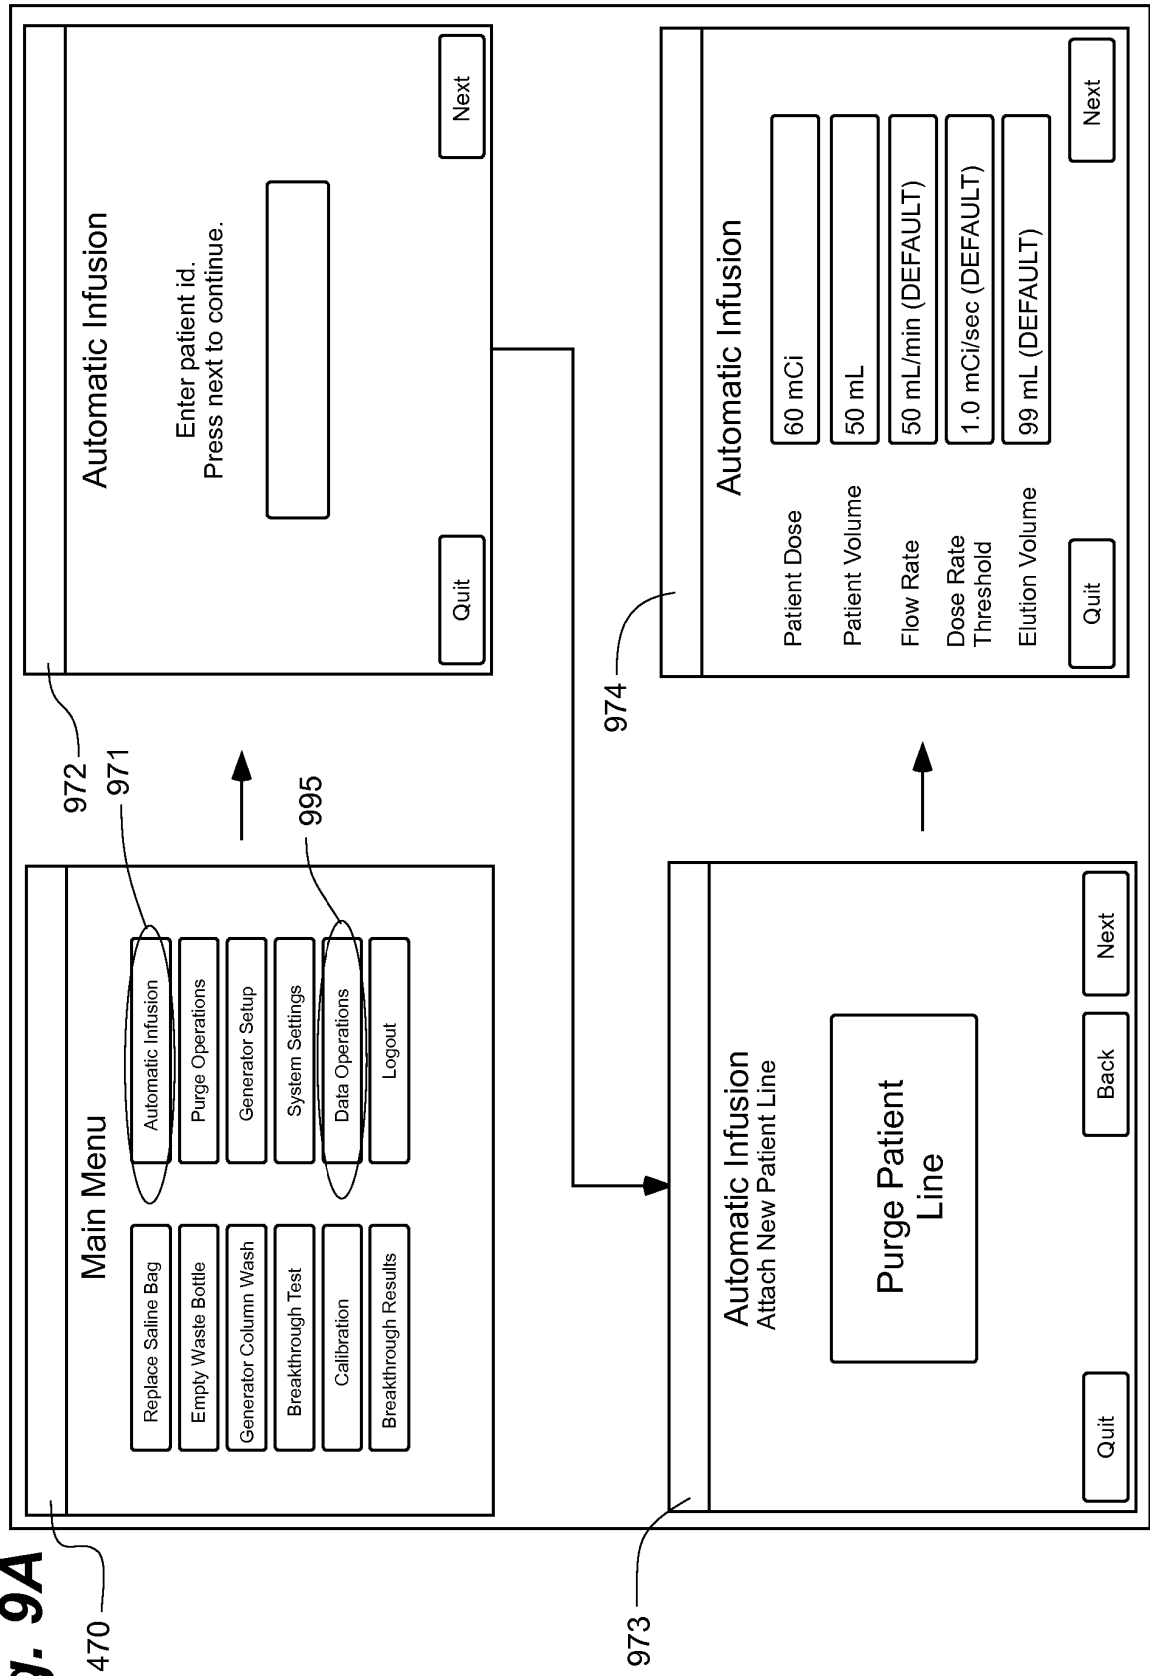 g. 9A
470
Main Menu
Replace Saline Bag
Automatic Infusion
Empty Waste Bottle
Purge Operations
Generator Column Wash
Generator Setup
Breakthrough Test
System Settings
Calibration
Data Operations
Breakthrough Results
Logout
971
995
972
Automatic Infusion
Enter patient id.
Press next to continue.
Quit
Next
973
Automatic Infusion
Attach New Patient Line
Purge Patient
Line
Quit
Back
Next
974
Automatic Infusion
Patient Dose
60 mCi
Patient Volume
50 mL
Flow Rate
50 mL/min (DEFAULT)
Dose Rate
Threshold
1.0 mCi/sec (DEFAULT)
Elution Volume
99 mL (DEFAULT)
Quit
Next